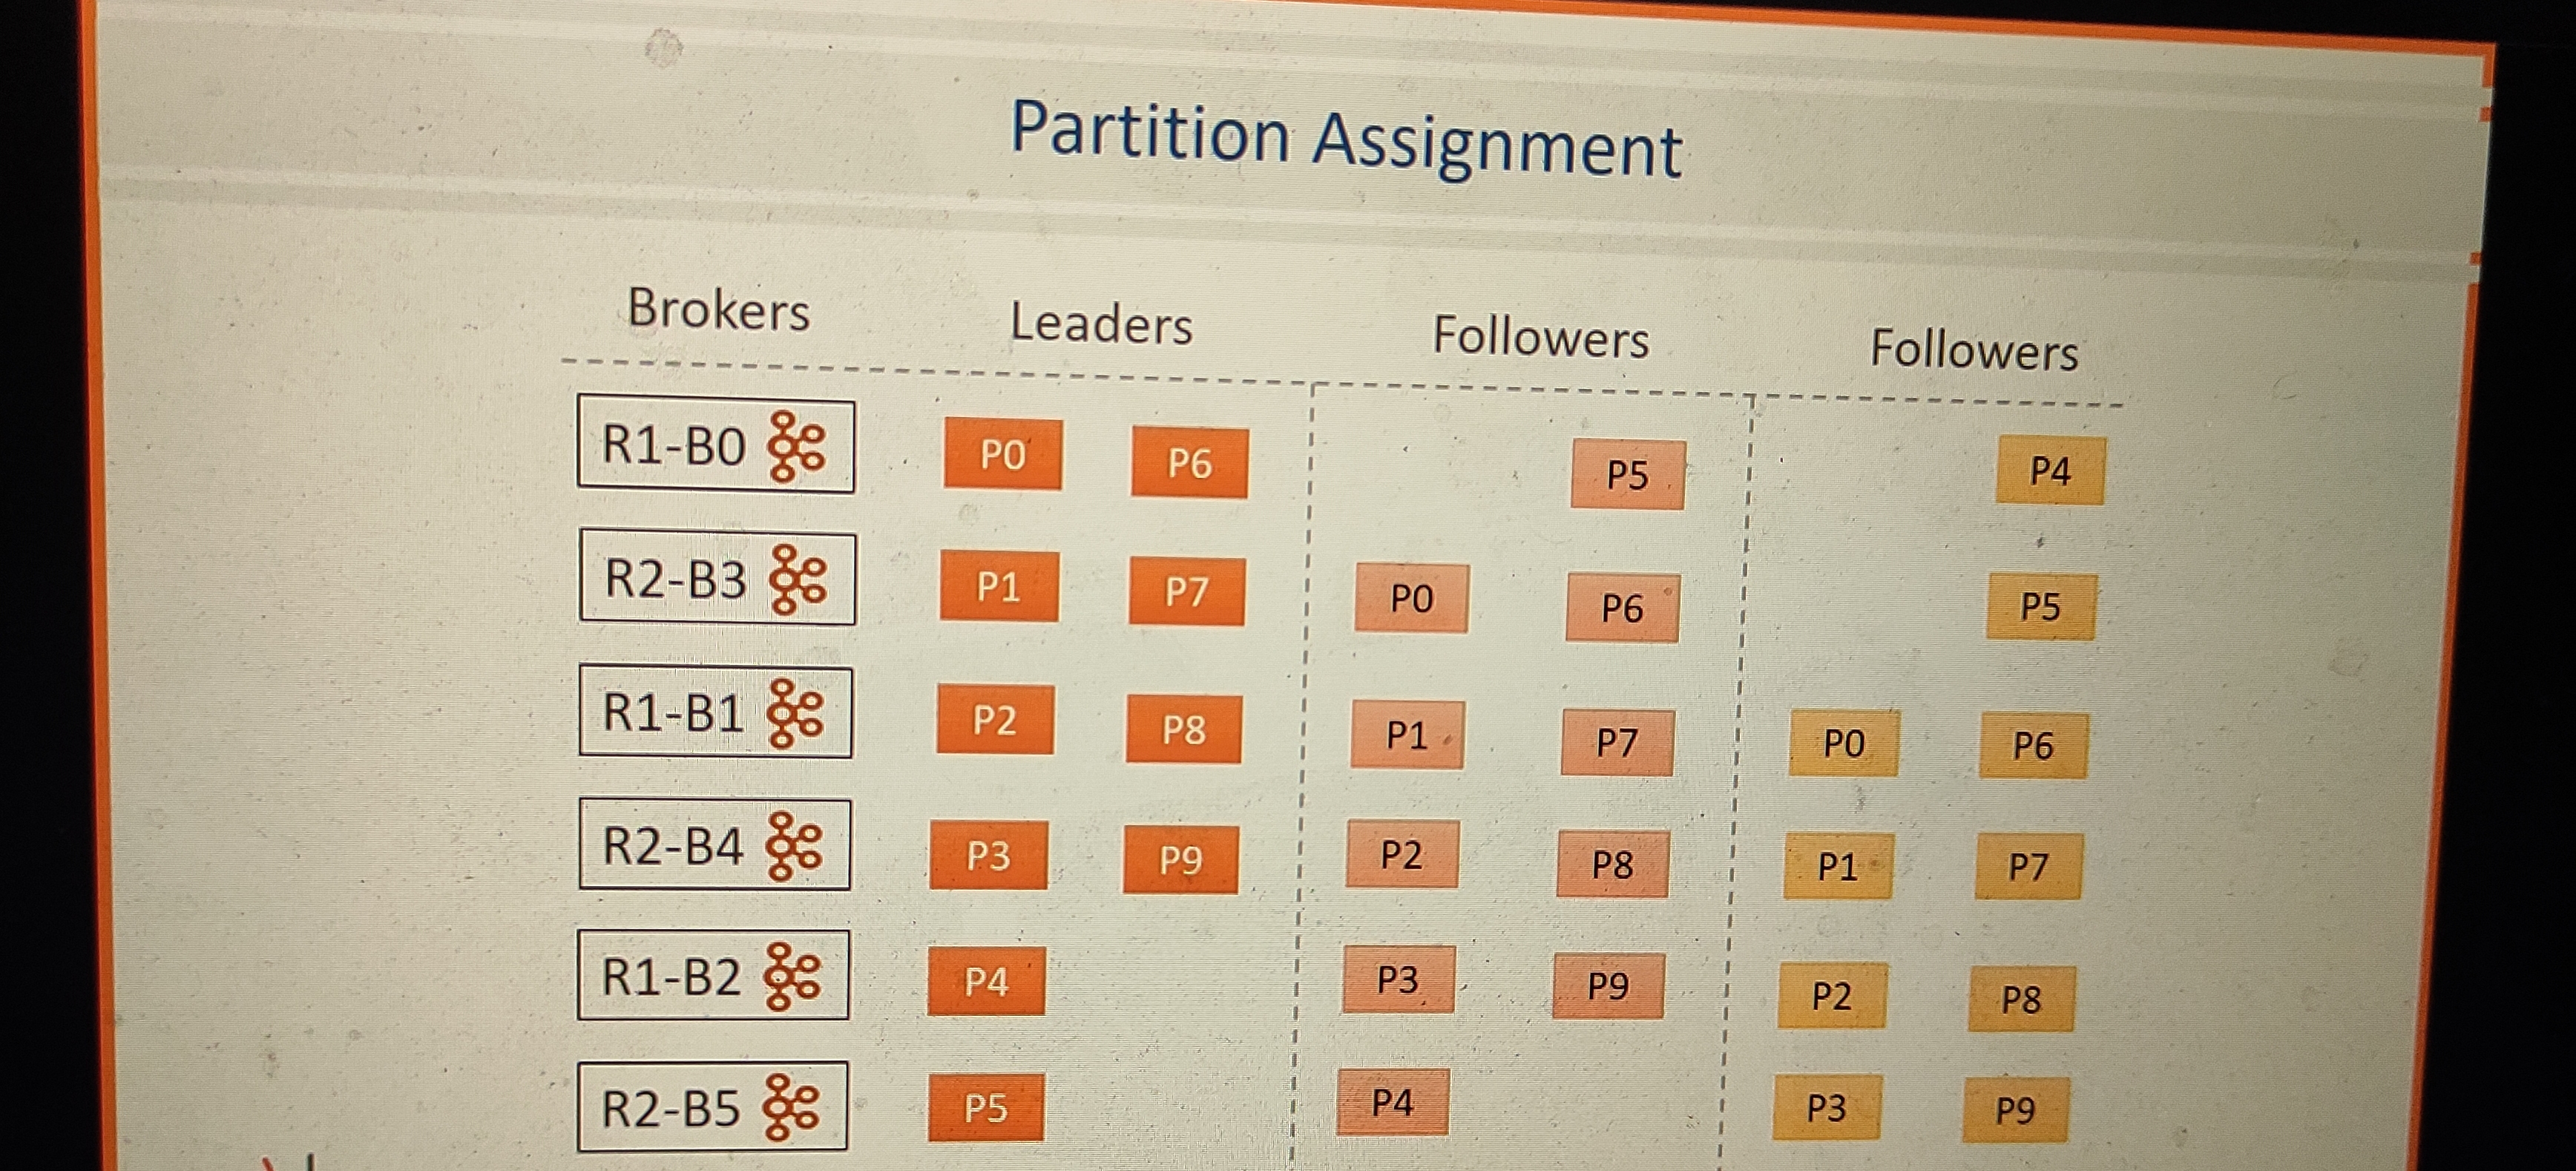 Partition Assignment
Brokers Leaders Followers Followers
R1-B0 P0 P6 P5 P4
R2-B3 P1 P7 P0 P6 P5
R1-B1 P2 P8 P1 P7 P0 P6
R2-B4 P3 P9 P2 P8 P1 P7
R1-B2 P4 P3 P9 P2 P8
R2-B5 P5 P4 P3 P9